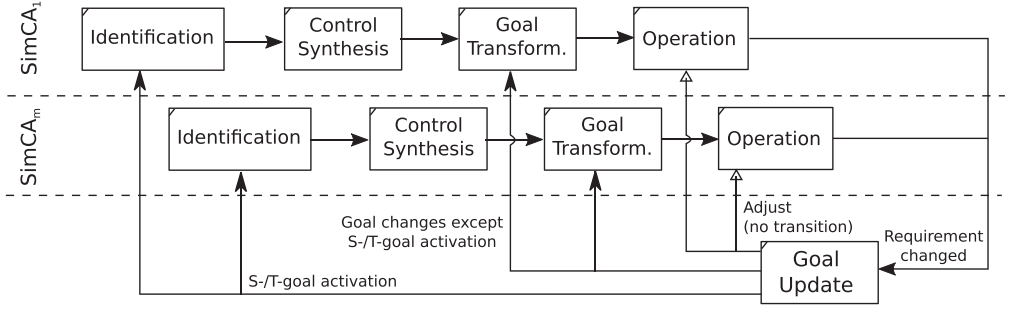 SimCA1
Identification
Control
Synthesis
Goal
Transform.
Operation
SimCAm
Identification
Control
Synthesis
Goal
Transform.
Operation
Goal changes except
S-/T-goal activation
Adjust
(no transition)
Requirement
changed
S-/T-goal activation
Goal
Update